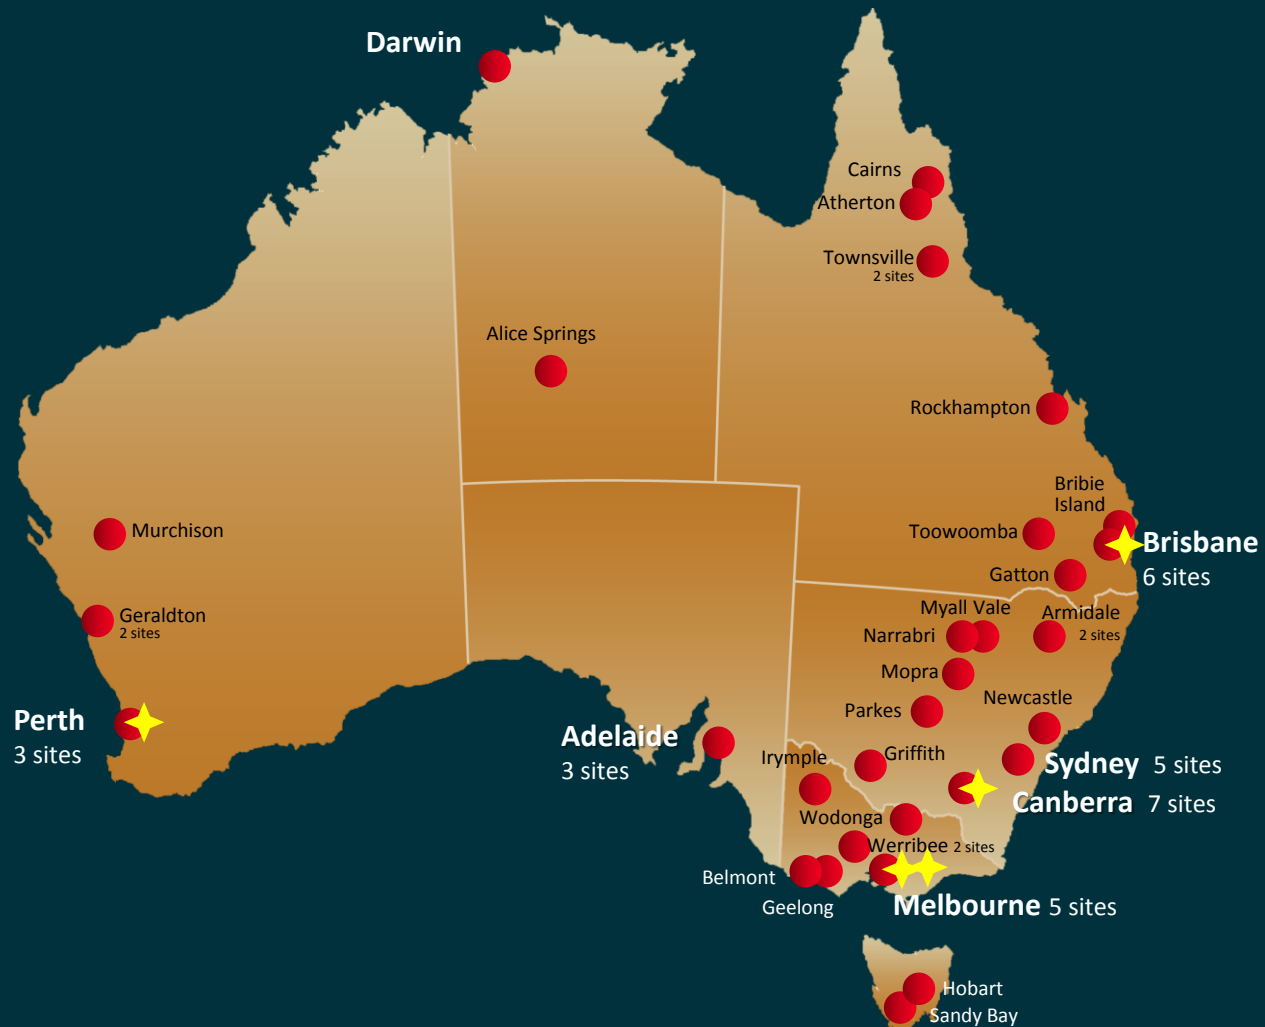 Darwin
Cairns
Atherton
Townsville
2 sites
Alice Springs
Rockhampton
Bribie
Island
Murchison
Toowoomba
Brisbane
6 sites
Gatton
Geraldton
2 sites
Myall Vale
Armidale
2 sites
Narrabri
Mopra
Newcastle
Parkes
Perth
3 sites
Adelaide
3 sites
Irymple
Griffith
Sydney 5 sites
Canberra 7 sites
Wodonga
Werribee 2 sites
Belmont
Geelong
Melbourne 5 sites
Hobart
Sandy Bay